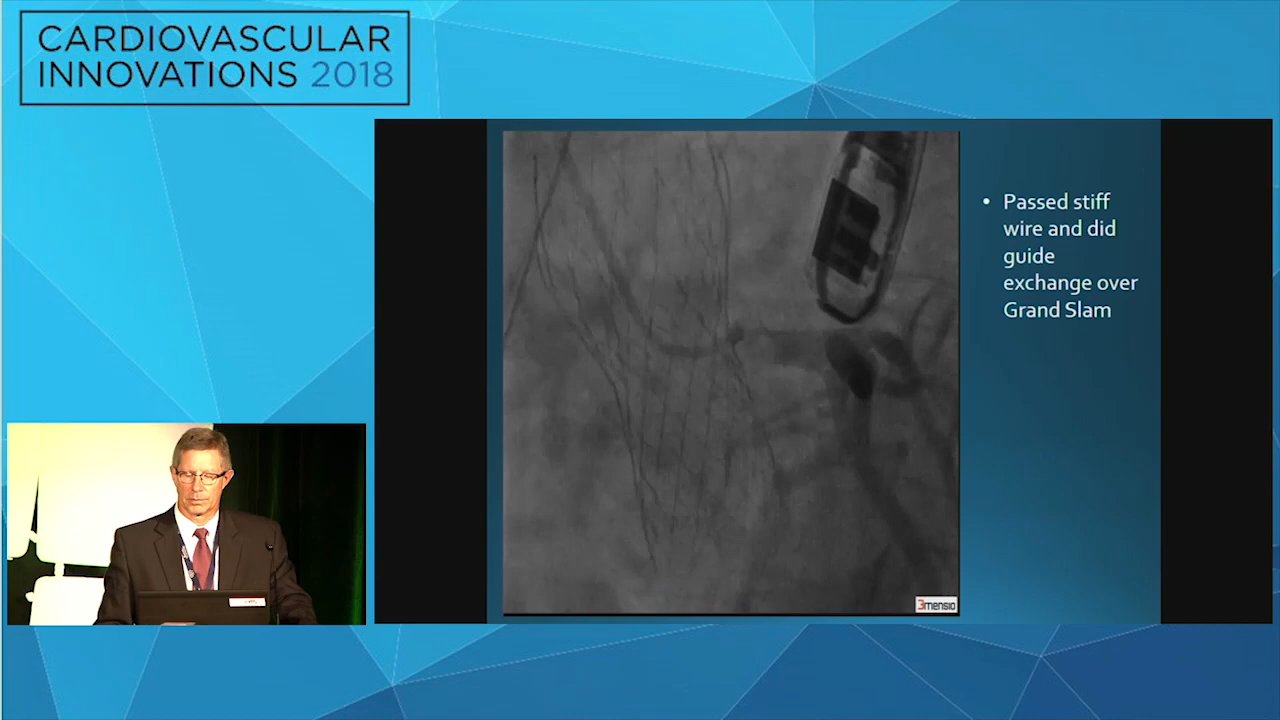 CARDIOVASCULAR
INNOVATIONS 2018
• Passed stiff
wire and did
guide
exchange over
Grand Slam
3mensio